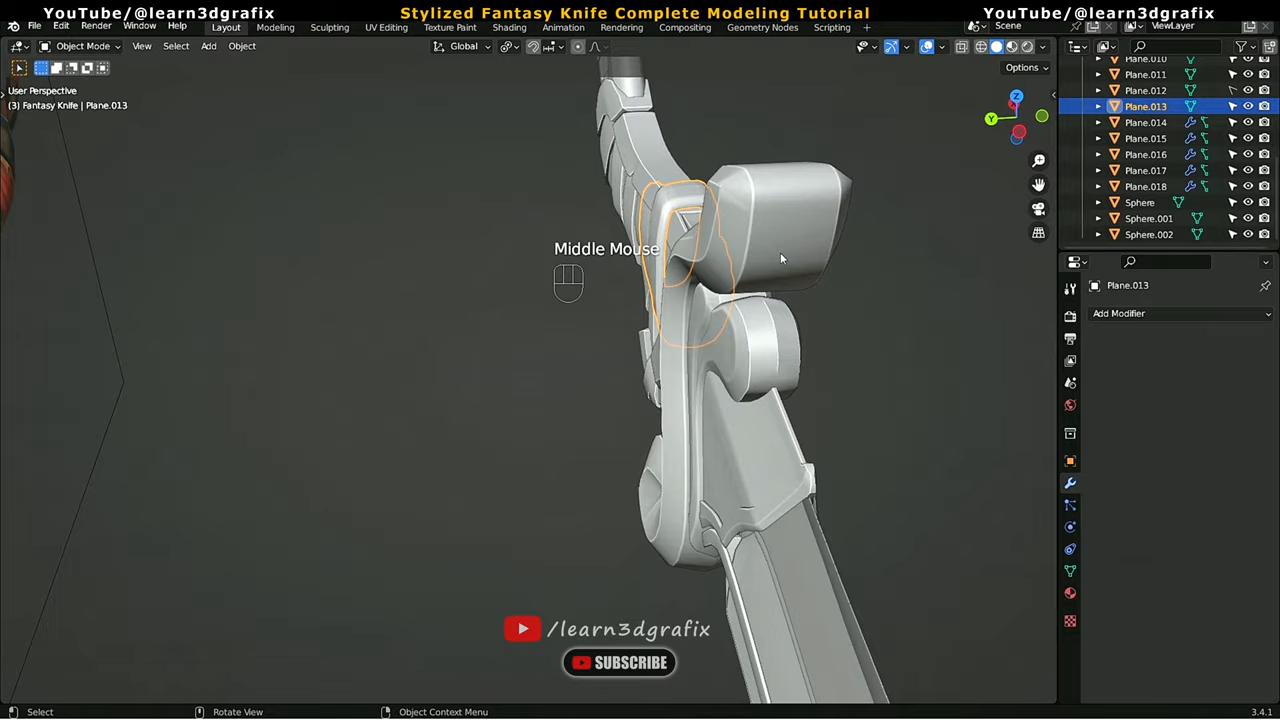 YouTube/@learn3dgrafix
Stylized Fantasy Knife Complete Modeling Tutorial
YouTube/@learn3dgrafix
File Edit Render Window Help
Layout Modeling Sculpting UV Editing Texture Paint Shading Animation Rendering Compositing Geometry Nodes Scripting +
Scene
ViewLayer
Object Mode View Select Add Object
Global
Options
User Perspective
(3) Fantasy Knife | Plane.013
Z
Y
Plane.010
Plane.011
Plane.012
Plane.013
Plane.014
Plane.015
Plane.016
Plane.017
Plane.018
Sphere
Sphere.001
Sphere.002
Plane.013
Add Modifier
Middle Mouse
/learn3dgrafix
SUBSCRIBE
Select
Rotate View
Object Context Menu
3.4.1